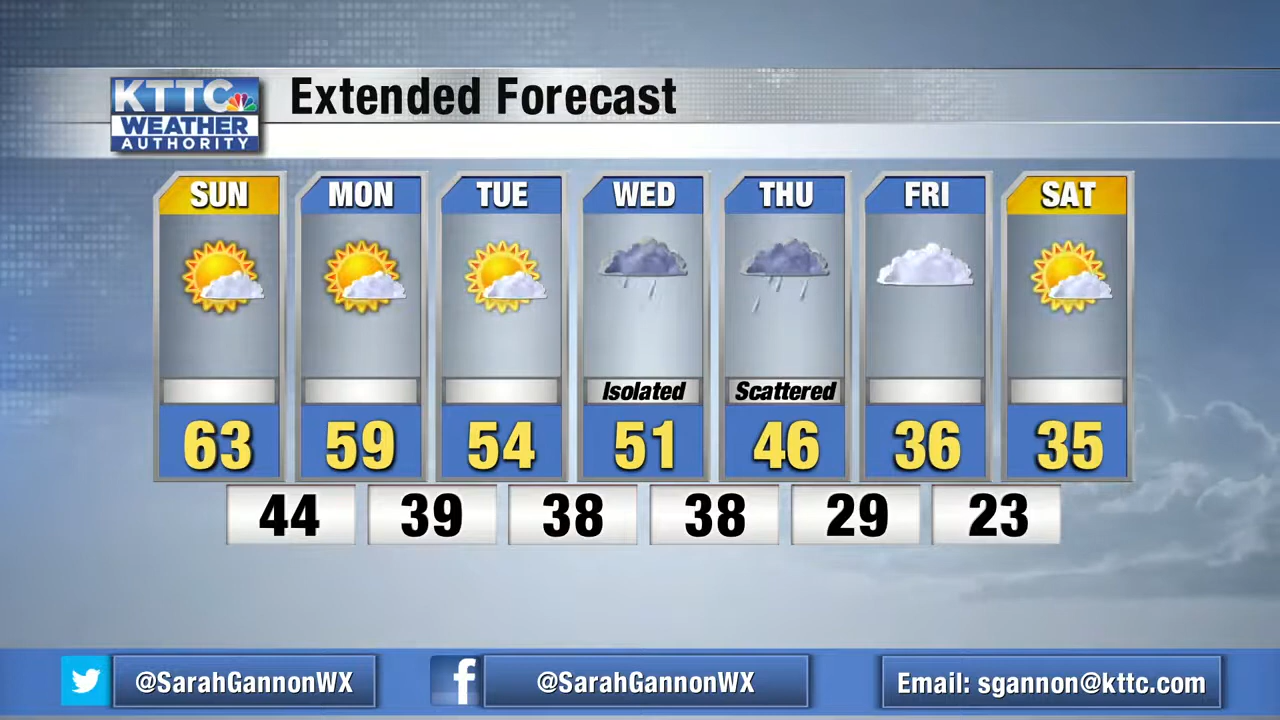 KTTC
WEATHER
AUTHORITY
Extended Forecast
SUN MON TUE WED THU FRI SAT
Isolated Scattered
63 59 54 51 46 36 35
44 39 38 38 29 23
@SarahGannonWX
f @SarahGannonWX
Email: sgannon@kttc.com